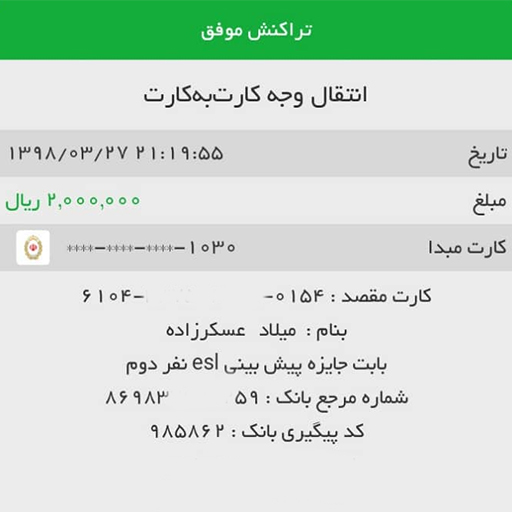 تراکنش موفق
انتقال وجه کارت‌به‌کارت
تاریخ ۱۳۹۸/۰۳/۲۷ ۲۱:۱۹:۵۵
مبلغ ۲,۰۰۰,۰۰۰ ریال
کارت مبدا ****-****-****-۱۰۳۰
کارت مقصد : ۰۱۵۴- -۶۱۰۴
بنام : میلاد عسکرزاده
بابت جایزه پیش بینی esl نفر دوم
شماره مرجع بانک : ۵۹ ۸۶۹۸۳
کد پیگیری بانک : ۹۸۵۸۶۲